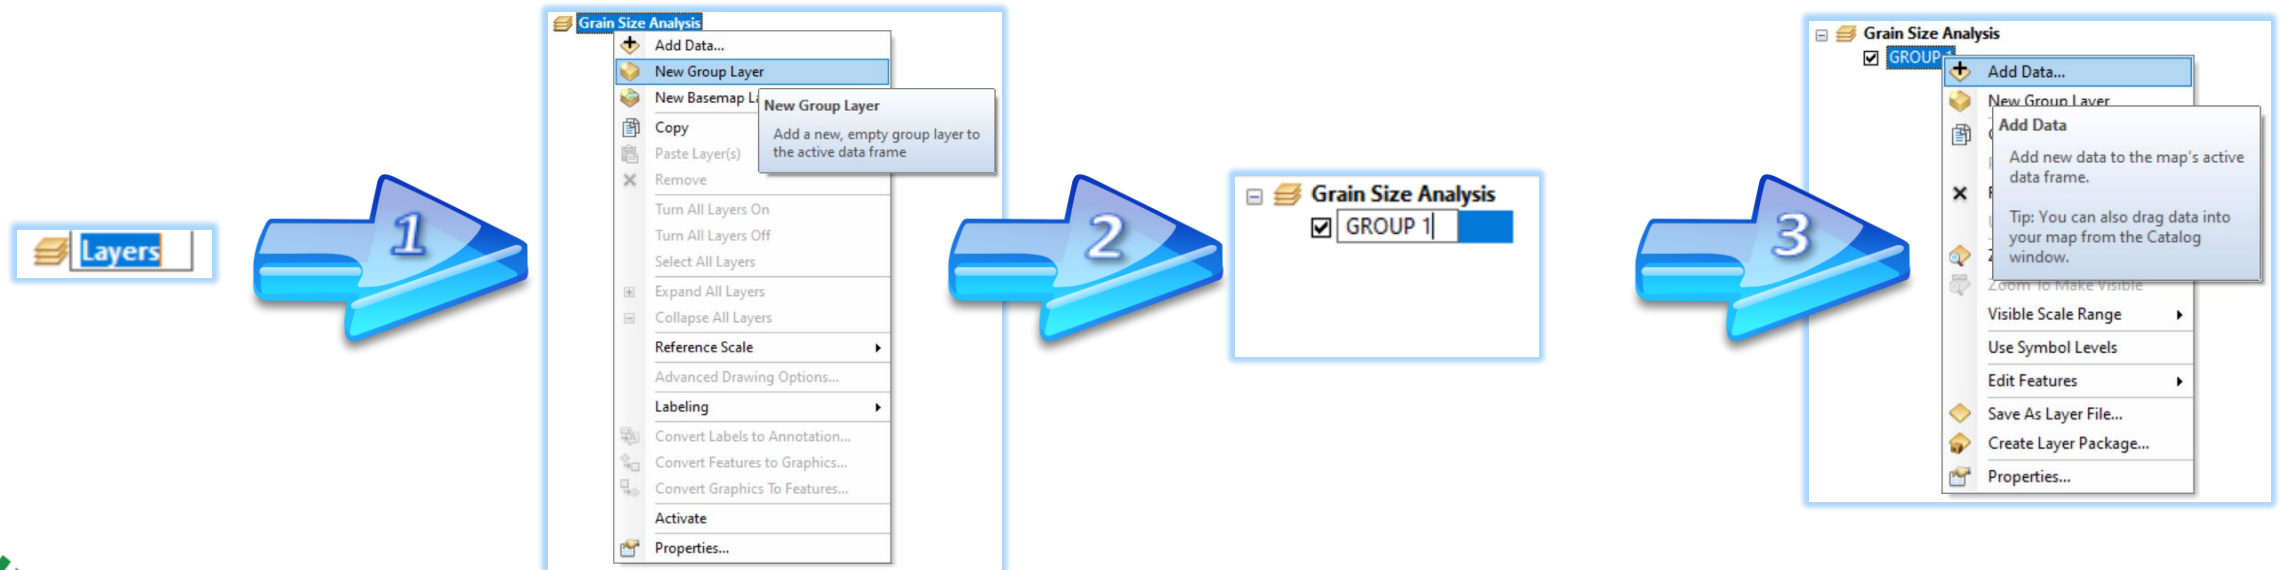 Layers
1
Grain Size Analysis
Add Data...
New Group Layer
New Basemap La
New Group Layer
Add a new, empty group layer to
the active data frame
Copy
Paste Layer(s)
Remove
Turn All Layers On
Turn All Layers Off
Select All Layers
Expand All Layers
Collapse All Layers
Reference Scale
Advanced Drawing Options...
Labeling
Convert Labels to Annotation...
Convert Features to Graphics...
Convert Graphics To Features...
Activate
Properties...
2
Grain Size Analysis
GROUP 1
3
Grain Size Analysis
GROUP 1
Add Data...
New Group Layer
Add Data
Add new data to the map's active
data frame.
Tip: You can also drag data into
your map from the Catalog
window.
Zoom To Make Visible
Visible Scale Range
Use Symbol Levels
Edit Features
Save As Layer File...
Create Layer Package...
Properties...